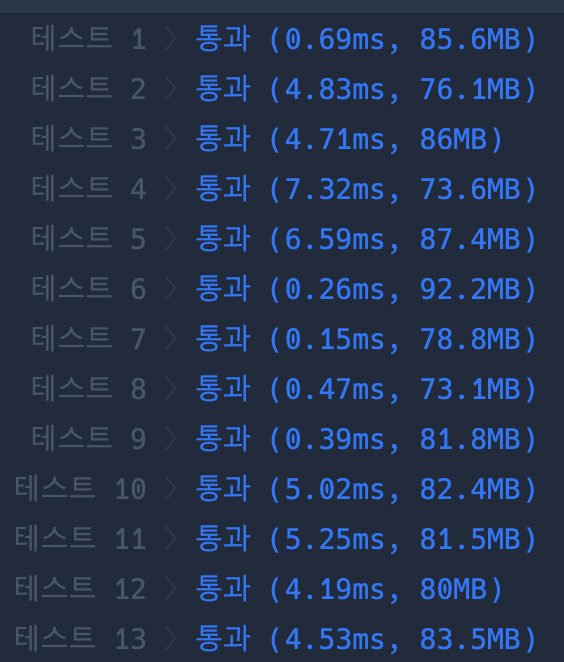 테스트 1 〉 통과 (0.69ms, 85.6MB)
테스트 2 〉 통과 (4.83ms, 76.1MB)
테스트 3 〉 통과 (4.71ms, 86MB)
테스트 4 〉 통과 (7.32ms, 73.6MB)
테스트 5 〉 통과 (6.59ms, 87.4MB)
테스트 6 〉 통과 (0.26ms, 92.2MB)
테스트 7 〉 통과 (0.15ms, 78.8MB)
테스트 8 〉 통과 (0.47ms, 73.1MB)
테스트 9 〉 통과 (0.39ms, 81.8MB)
테스트 10 〉 통과 (5.02ms, 82.4MB)
테스트 11 〉 통과 (5.25ms, 81.5MB)
테스트 12 〉 통과 (4.19ms, 80MB)
테스트 13 〉 통과 (4.53ms, 83.5MB)